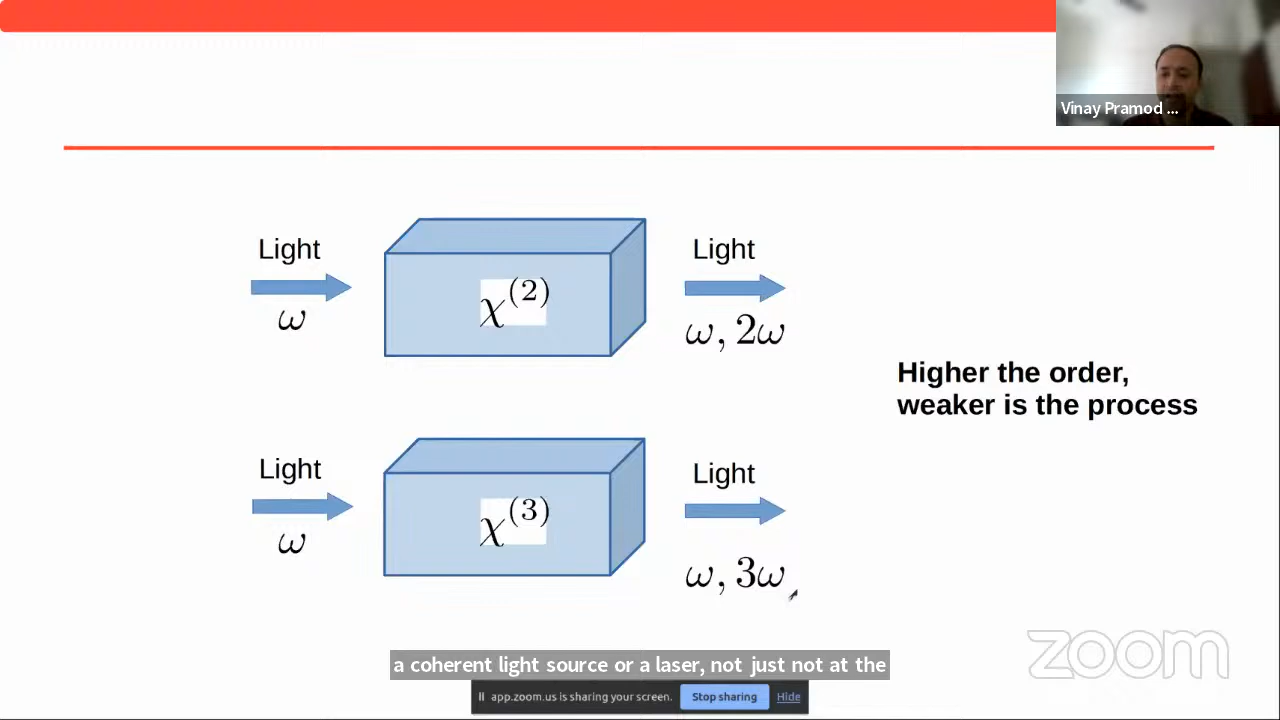 Vinay Pramod ...
Light
ω
χ(2)
Light
ω, 2ω
Higher the order,
weaker is the process
Light
ω
χ(3)
Light
ω, 3ω
zoom
a coherent light source or a laser, not just not at the
app.zoom.us is sharing your screen.
Stop sharing
Hide